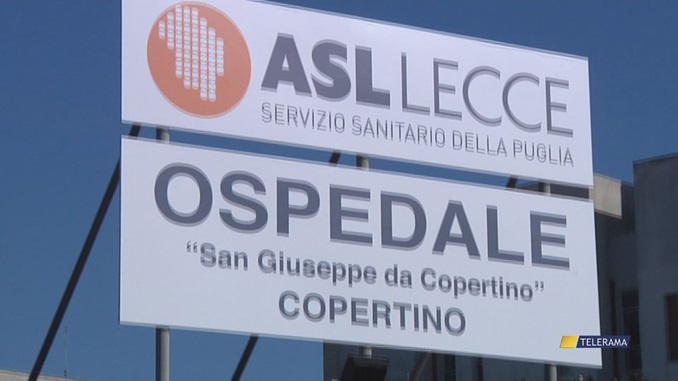 ASL LECCE
SERVIZIO SANITARIO DELLA PUGLIA
OSPEDALE
“San Giuseppe da Copertino”
COPERTINO
TELERAMA